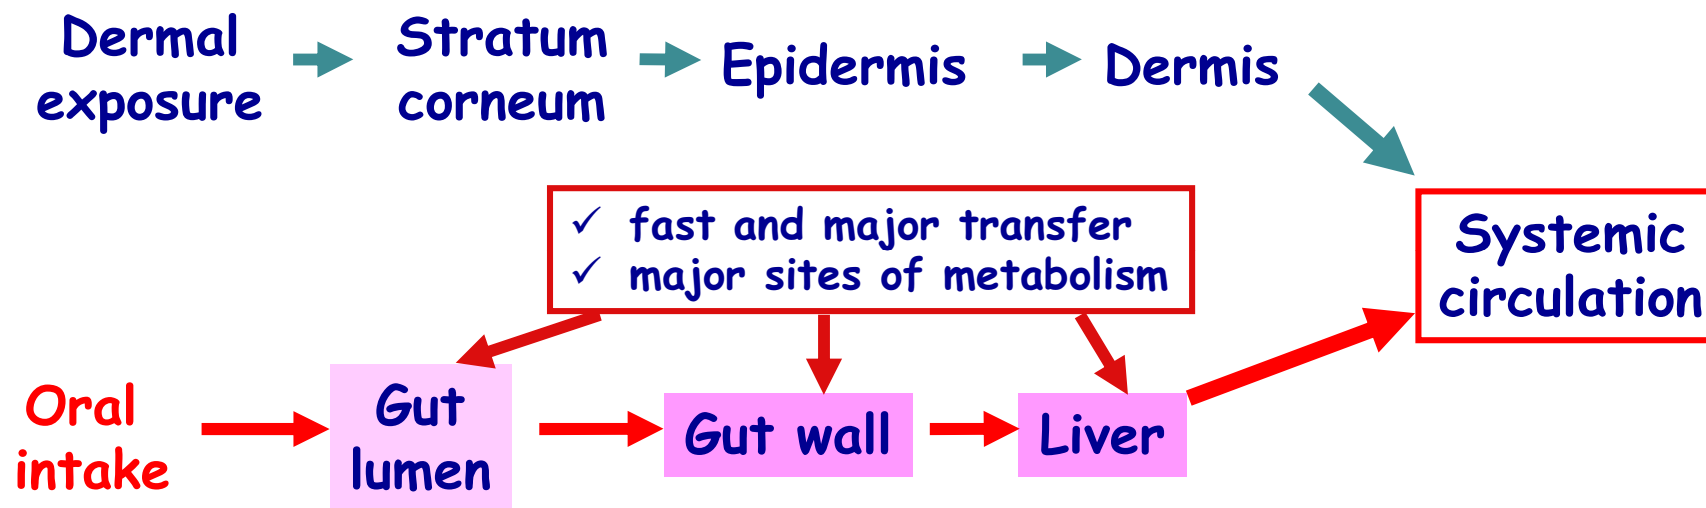 Dermal
exposure
Stratum
corneum
Epidermis
Dermis
✓ fast and major transfer
✓ major sites of metabolism
Systemic
circulation
Oral
intake
Gut
lumen
Gut wall
Liver